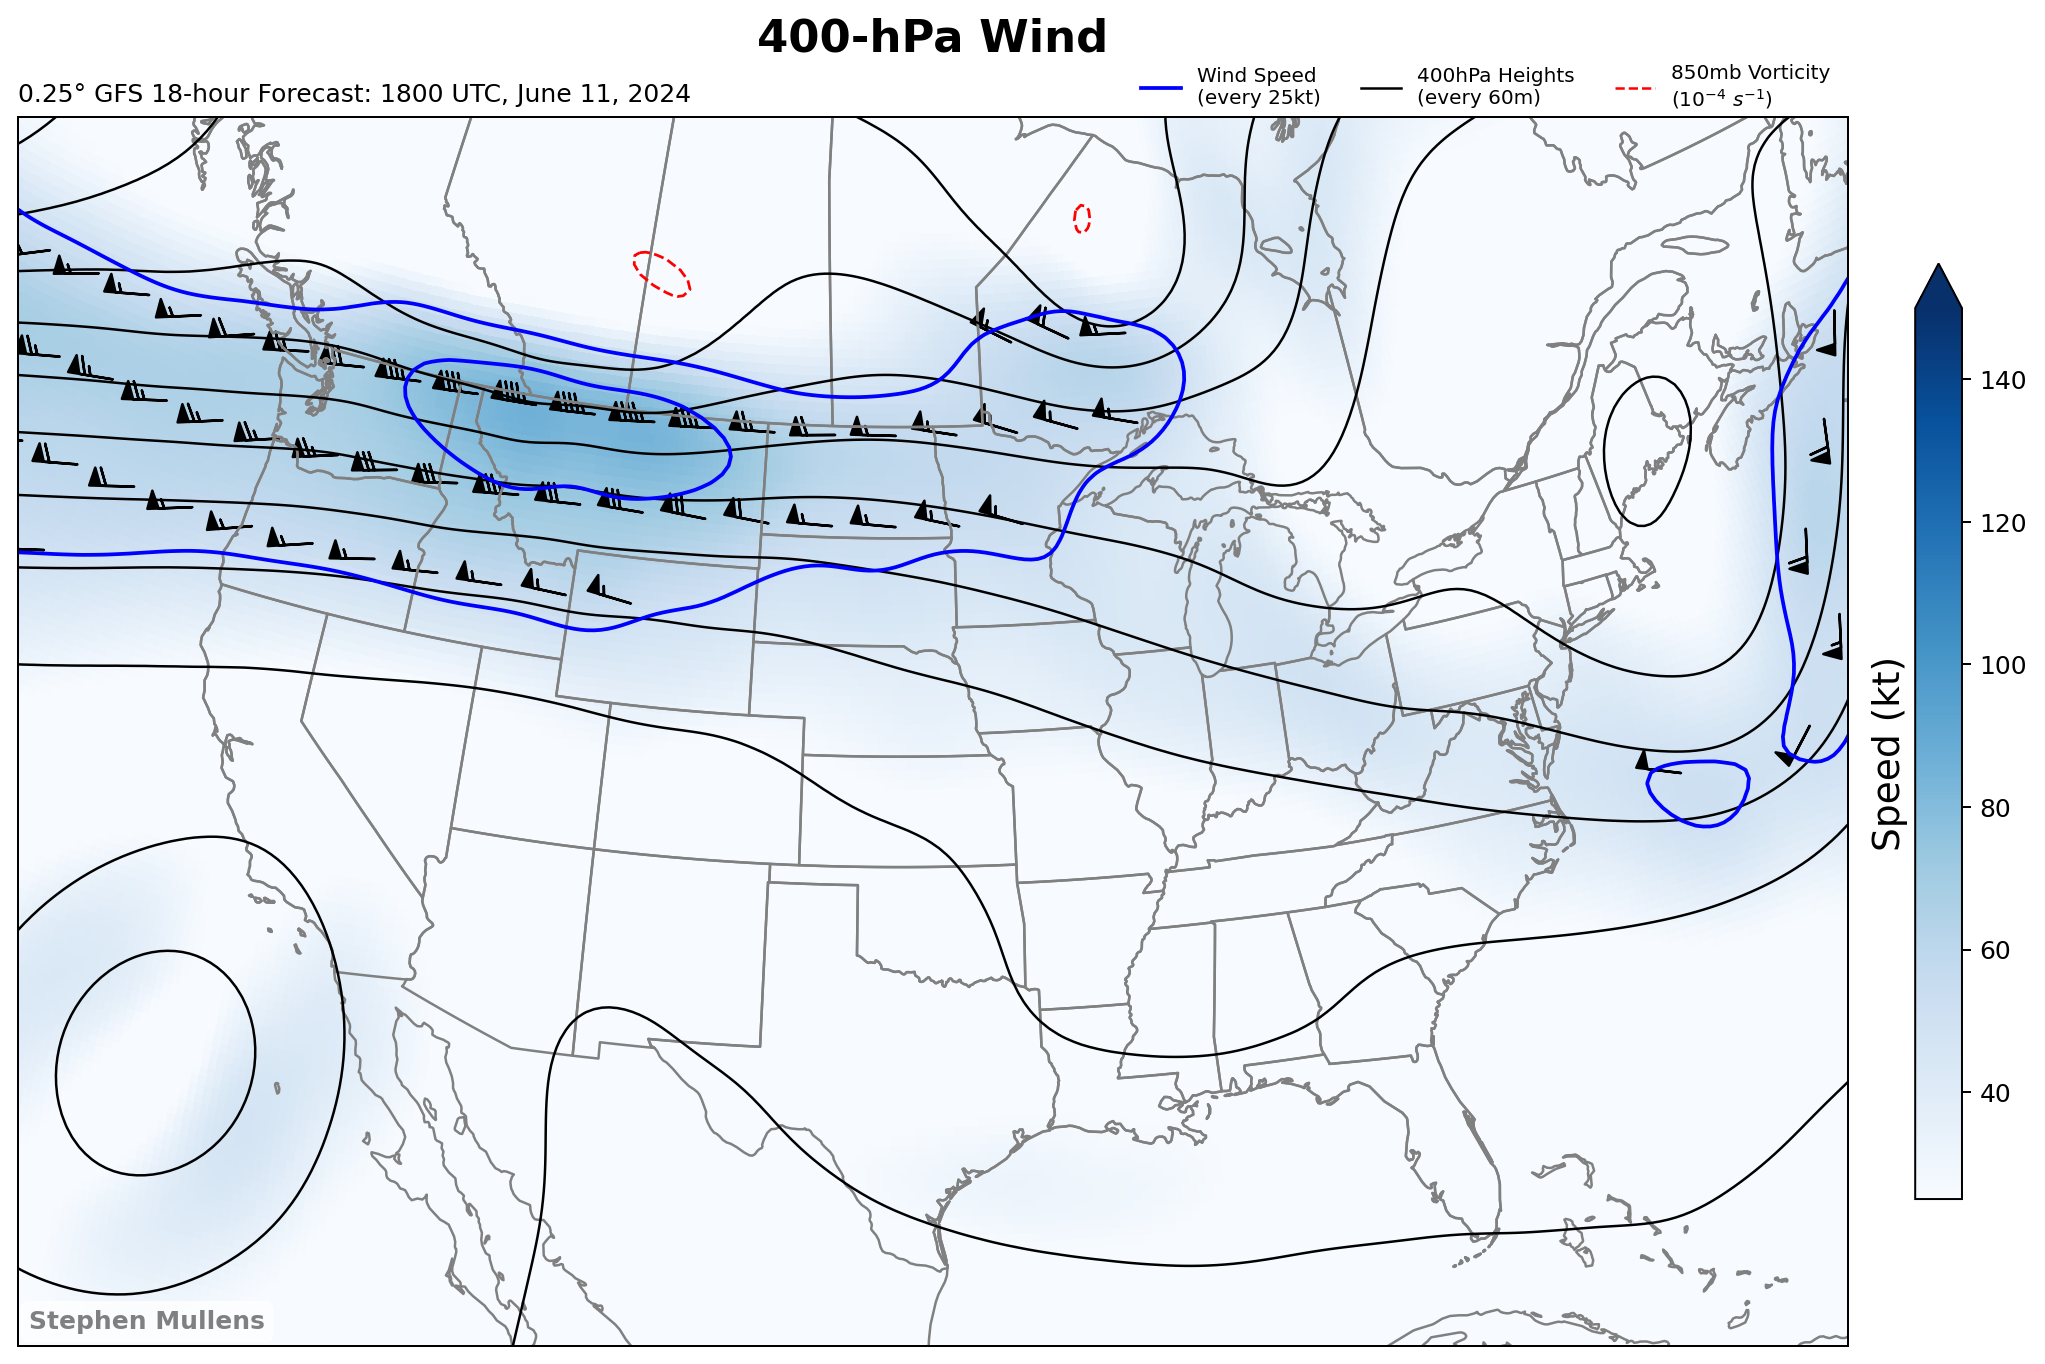 400-hPa Wind
0.25° GFS 18-hour Forecast: 1800 UTC, June 11, 2024
Wind Speed
(every 25kt)
400hPa Heights
(every 60m)
850mb Vorticity
(10⁻⁴ s⁻¹)
140
120
100
80
60
40
Speed (kt)
Stephen Mullens